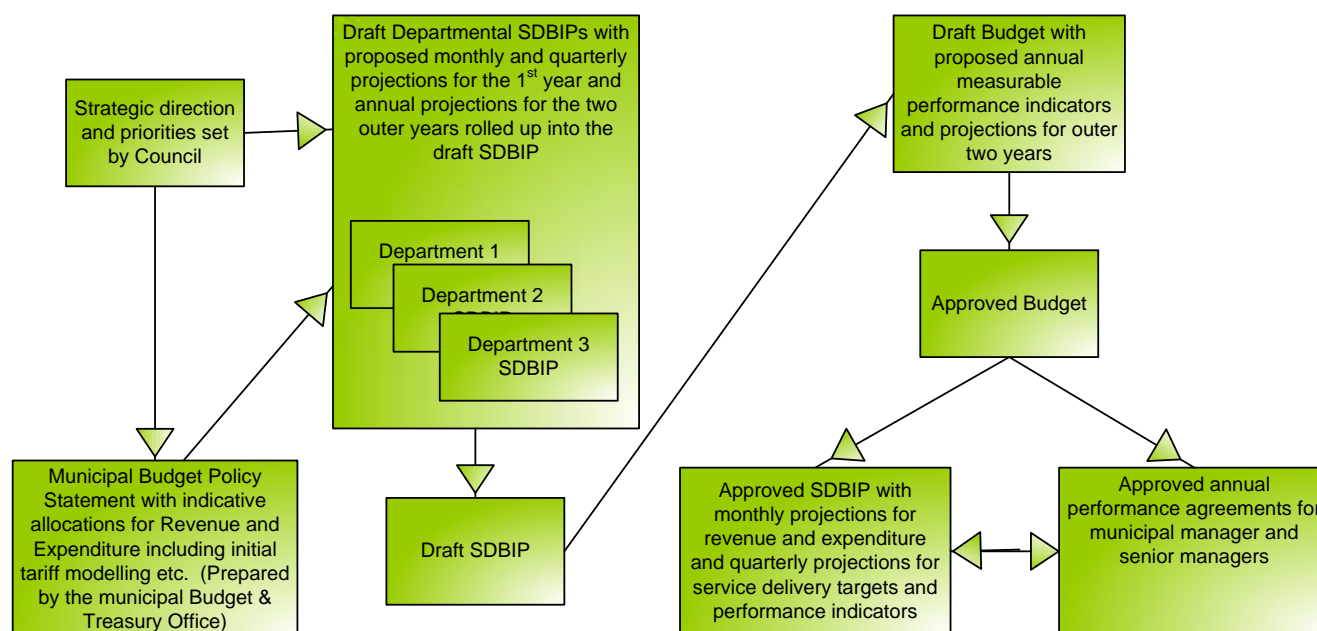 Strategic direction
and priorities set
by Council
Municipal Budget Policy
Statement with indicative
allocations for Revenue and
Expenditure including initial
tariff modelling etc. (Prepared
by the municipal Budget &
Treasury Office)
Draft Departmental SDBIPs with
proposed monthly and quarterly
projections for the 1st year and
annual projections for the two
outer years rolled up into the
draft SDBIP
Department 1
Department 2
SDBIP
Department 3
SDBIP
Draft SDBIP
Draft Budget with
proposed annual
measurable
performance indicators
and projections for outer
two years
Approved Budget
Approved SDBIP with
monthly projections for
revenue and expenditure
and quarterly projections for
service delivery targets and
performance indicators
Approved annual
performance agreements for
municipal manager and
senior managers